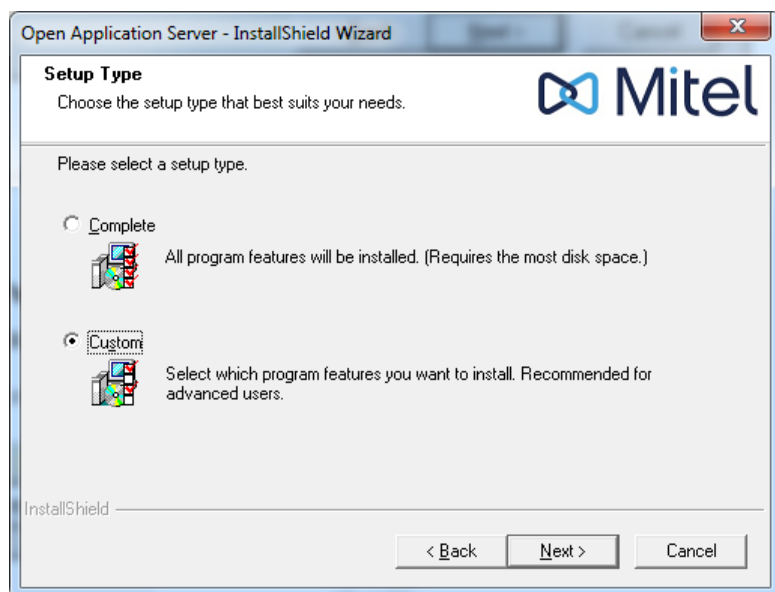 Open Application Server - InstallShield Wizard
Setup Type
Choose the setup type that best suits your needs.
Mitel
Please select a setup type.
Complete
All program features will be installed. (Requires the most disk space.)
Custom
Select which program features you want to install. Recommended for
advanced users.
InstallShield
< Back
Next >
Cancel